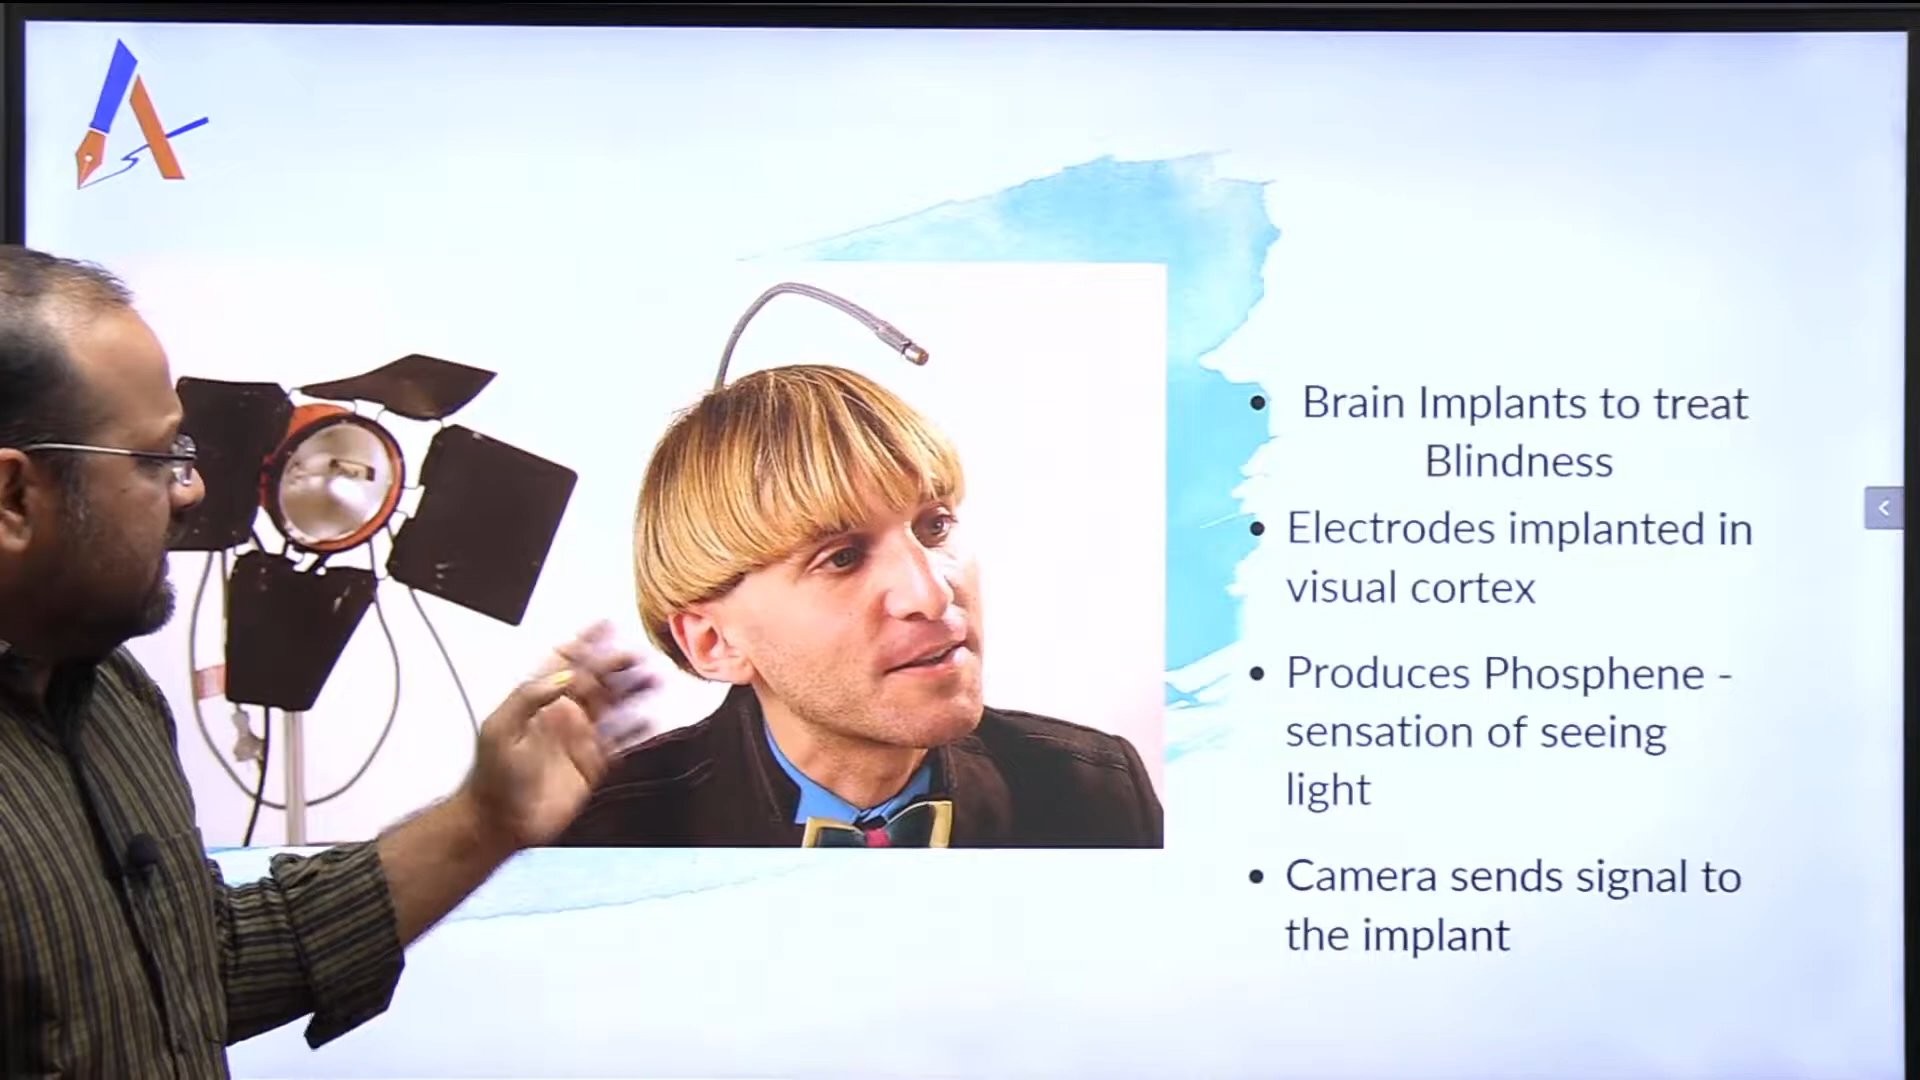 Brain Implants to treat
Blindness
Electrodes implanted in
visual cortex
Produces Phosphene -
sensation of seeing
light
Camera sends signal to
the implant